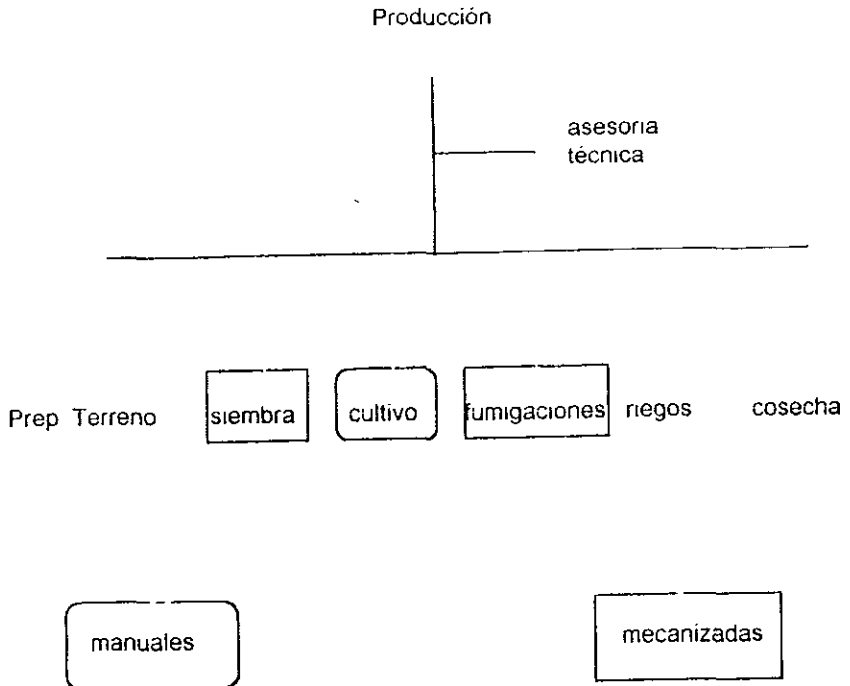 Producción
asesoria
técnica
Prep Terreno siembra cultivo fumigaciones riegos cosecha
manuales mecanizadas